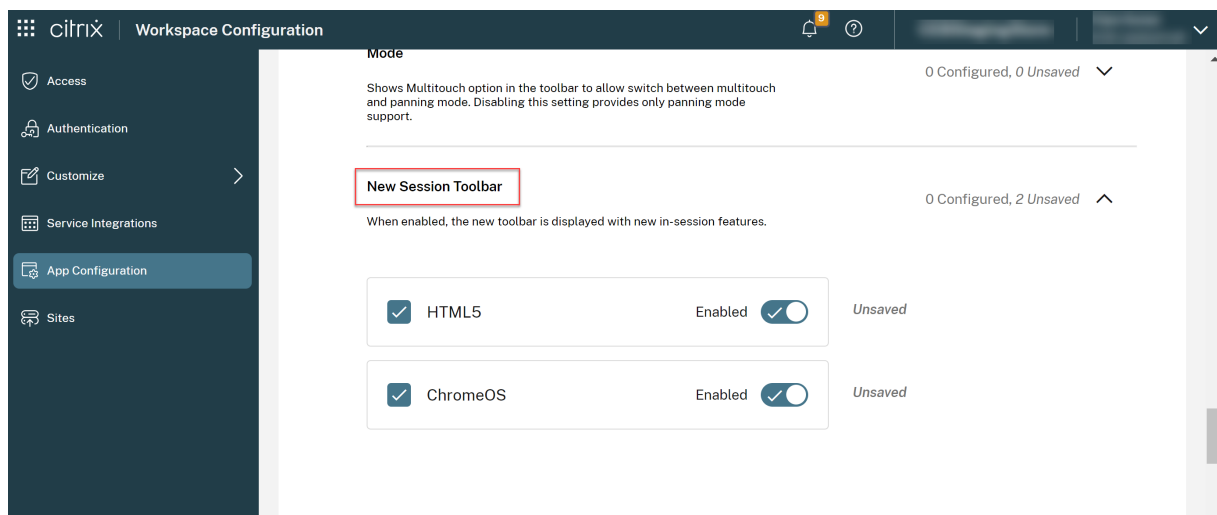 citrix Workspace Configuration 9
Mode
0 Configured, 0 Unsaved
Shows Multitouch option in the toolbar to allow switch between multitouch
and panning mode. Disabling this setting provides only panning mode
support.
Access
Authentication
Customize
Service Integrations
App Configuration
Sites
New Session Toolbar
0 Configured, 2 Unsaved
When enabled, the new toolbar is displayed with new in-session features.
HTML5 Enabled Unsaved
ChromeOS Enabled Unsaved